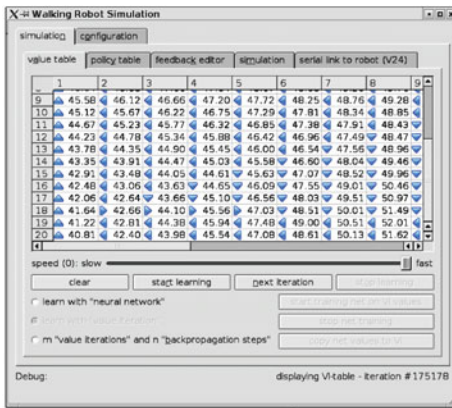 Walking Robot Simulation
simulation configuration
value table policy table feedback editor simulation serial link to robot (V24)
1 2 3 4 5 6 7 8 9
9 45.58 46.12 46.66 47.20 47.72 48.25 48.76 49.28
10 45.12 45.67 46.22 46.75 47.29 47.81 48.34 48.85
11 44.67 45.23 45.77 46.32 46.85 47.38 47.91 48.43
12 44.23 44.78 45.34 45.88 46.42 46.96 47.49 48.47
13 43.78 44.35 44.90 45.45 46.00 46.54 47.56 48.96
14 43.35 43.91 44.47 45.03 45.58 46.60 48.04 49.46
15 42.91 43.48 44.05 44.61 45.63 47.07 48.52 49.96
16 42.48 43.06 43.63 44.65 46.09 47.55 49.01 50.46
17 42.06 42.64 43.66 45.10 46.56 48.03 49.51 50.97
18 41.64 42.66 44.10 45.56 47.03 48.51 50.01 51.49
19 41.22 42.81 44.38 45.94 47.48 49.00 50.51 52.01
20 40.81 42.40 43.98 45.54 47.08 48.61 50.13 51.62
speed (0): slow fast
clear start learning next iteration stop learning
learn with "neural network" start training net on VI values
learn with "value iteration" stop net training
m "value iterations" and n "backpropagation steps" copy net values to VI
Debug: displaying VI-table - iteration #175178